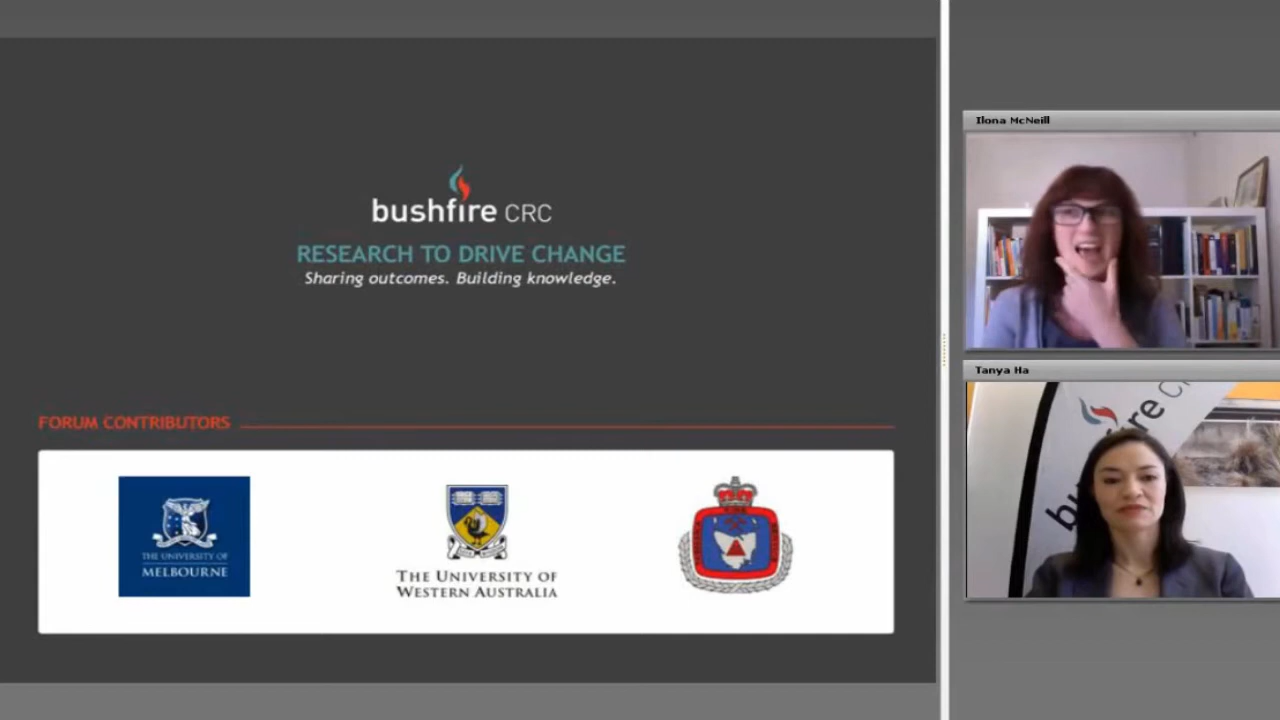 bushfire CRC
RESEARCH TO DRIVE CHANGE
Sharing outcomes. Building knowledge.
FORUM CONTRIBUTORS
THE UNIVERSITY OF
MELBOURNE
THE UNIVERSITY OF
WESTERN AUSTRALIA
Ilona McNeill
Tanya Ha
bushfire